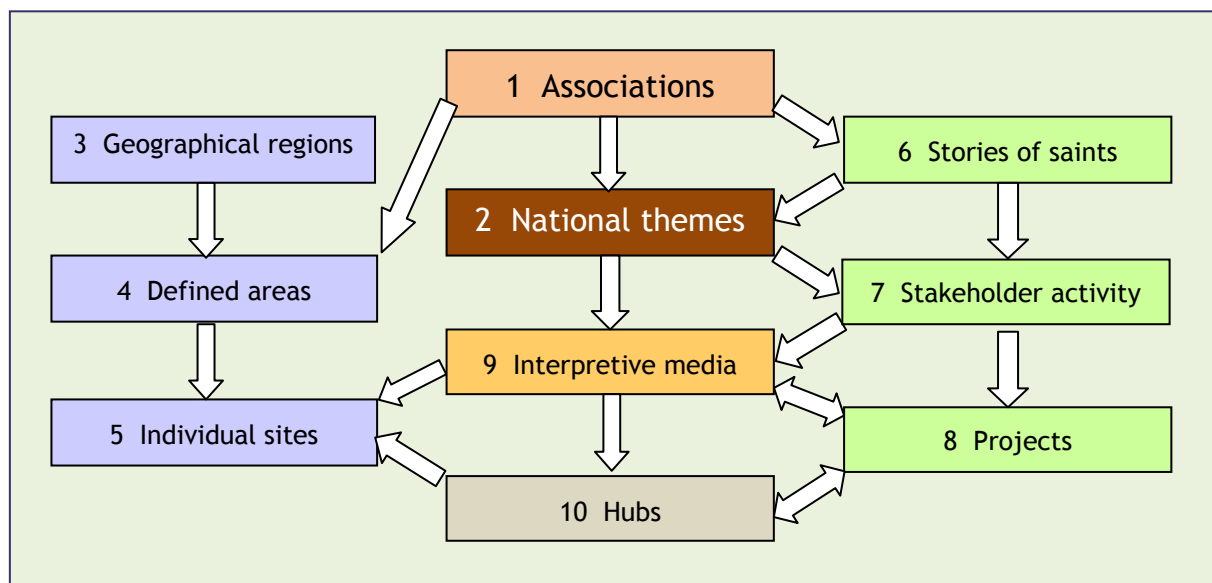 1 Associations
3 Geographical regions
6 Stories of saints
2 National themes
4 Defined areas
7 Stakeholder activity
9 Interpretive media
5 Individual sites
8 Projects
10 Hubs